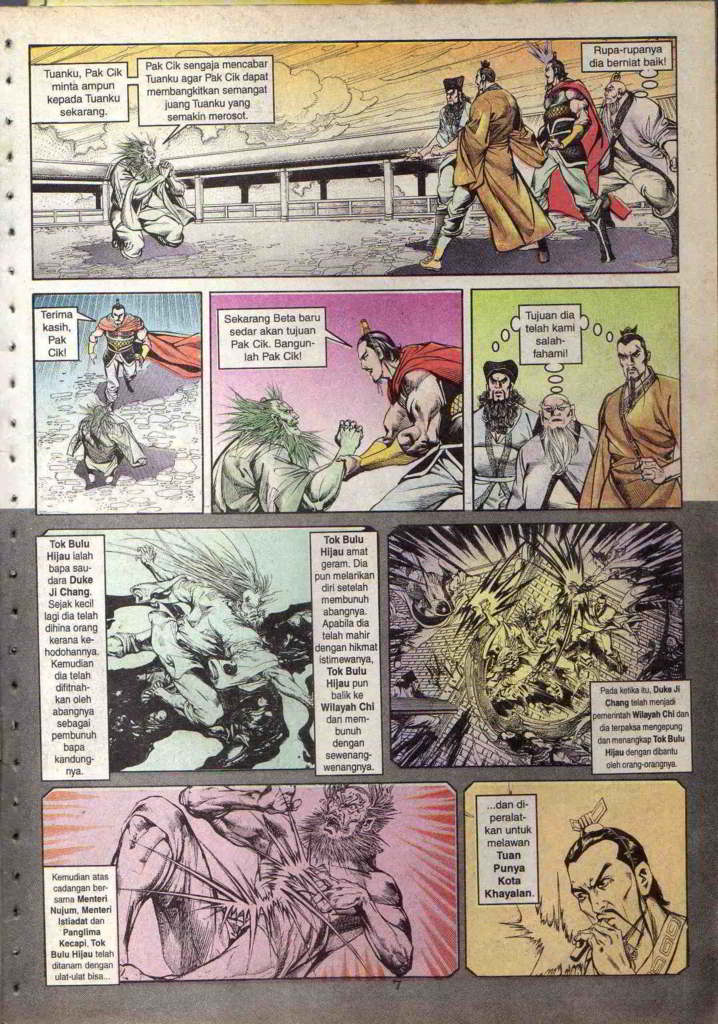 Tuanku, Pak Cik
minta ampun
kepada Tuanku
sekarang.
Pak Cik sengaja mencabar
Tuanku agar Pak Cik dapat
membangkitkan semangat
juang Tuanku yang
semakin merosot.
Rupa-rupanya
dia berniat baik!
Terima
kasih,
Pak
Cik!
Sekarang Beta baru
sedar akan tujuan
Pak Cik. Bangun-
lah Pak Cik!
Tujuan dia
telah kami
fahami!
Tok Bulu
Hijau ialah
bapa sau-
dara Duke
Ji Chang.
Sejak kecil
lagi dia telah
dihina orang
kerana ke-
hodohannya.
Kemudian
dia telah
difitnah-
kan oleh
abangnya
sebagai
pembunuh
bapa
kandung-
nya.
Tok Bulu
Hijau amat
geram. Dia
pun melarikan
diri setelah
membunuh
abangnya.
Apabila dia
telah mahir
dengan hikmat
istimewanya,
Tok Bulu
Hijau pun
balik ke
Wilayah Chi
dan mem-
bunuh
dengan
sewenang-
wenangnya.
Pada ketika itu, Duke Ji
Chang telah menjadi
pemerintah Wilayah Chi dan
dia terpaksa mengepung
dan menangkap Tok Bulu
Hijau dengan dibantu
oleh orang-orangnya.
Kemudian atas
cadangan ber-
sama Menteri
Nujum, Menteri
Istiadat dan
Panglima
Kecapi, Tok
Bulu Hijau telah
ditanam dengan
ulat-ulat bisa...
...dan di-
peralat-
kan untuk
melawan
Tuan
Punya
Kota
Khayalan.
7